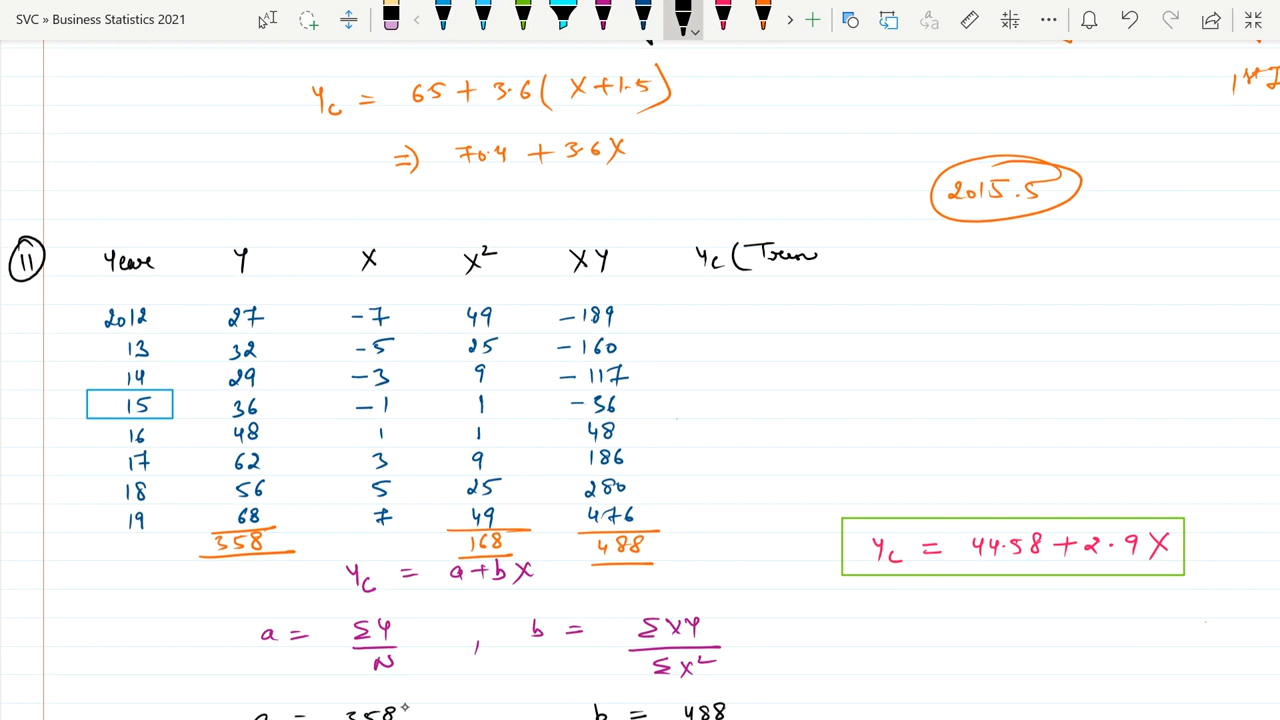 SVC » Business Statistics 2021
Yc = 65 + 3.6 ( X + 1.5 )
⇒ 70.4 + 3.6 X
1st I
2015.5
11 Year Y X X² XY Yc ( Tren
2012 27 -7 49 -189
13 32 -5 25 -160
14 29 -3 9 -117
15 36 -1 1 -36
16 48 1 1 48
17 62 3 9 186
18 56 5 25 280
19 68 7 49 476
358 168 488
Yc = 44.58 + 2.9 X
Yc = a + b X
a = ΣY / N , b = ΣXY / ΣX²
a = 358 b = 488